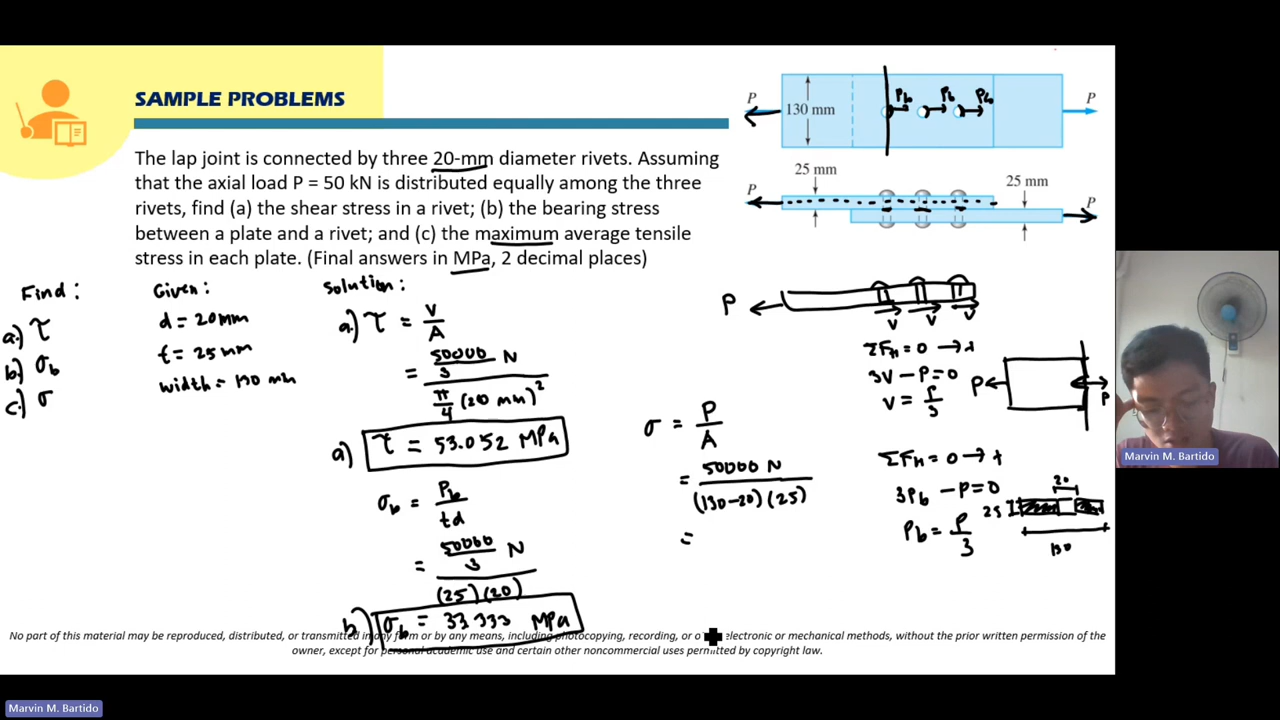 SAMPLE PROBLEMS
The lap joint is connected by three 20-mm diameter rivets. Assuming
that the axial load P = 50 kN is distributed equally among the three
rivets, find (a) the shear stress in a rivet; (b) the bearing stress
between a plate and a rivet; and (c) the maximum average tensile
stress in each plate. (Final answers in MPa, 2 decimal places)
P
130 mm
Pb Pb Pb
P
25 mm
25 mm
P
P
Find:
a.) τ
b.) σb
c.) σ
Given:
d = 20mm
t = 25 mm
width = 130 mm
Solution:
a.) τ = V/A
= 50000/3 N
π/4 (20 mm)²
a) τ = 53.052 MPa
σb = Pb/td
= 50000/3 N
(25)(20)
b) σb = 33.333 MPa
σ = P/A
= 50000 N
(130-20)(25)
=
P
V V V
ΣFH = 0 → +
3V - P = 0
V = P/3
P
P
ΣFH = 0 → +
3Pb - P = 0
Pb = P/3
20
25
130
No part of this material may be reproduced, distributed, or transmitted in any form or by any means, including photocopying, recording, or o electronic or mechanical methods, without the prior written permission of the
owner, except for personal academic use and certain other noncommercial uses permitted by copyright law.
Marvin M. Bartido
Marvin M. Bartido